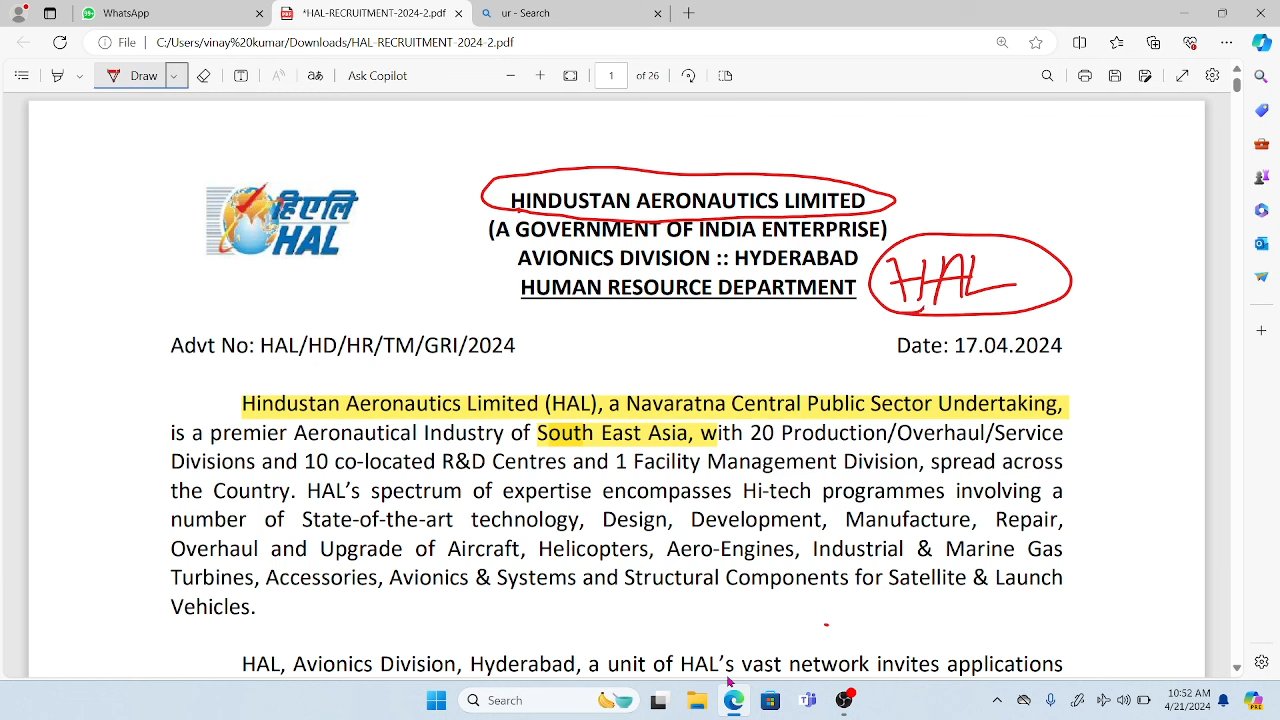 99+ WhatsApp
*HAL-RECRUITMENT-2024-2.pdf
ur - Search
File C:/Users/vinay%20kumar/Downloads/HAL-RECRUITMENT-2024-2.pdf
Draw
Ask Copilot
1 of 26
हिएलि
HAL
HINDUSTAN AERONAUTICS LIMITED
(A GOVERNMENT OF INDIA ENTERPRISE)
AVIONICS DIVISION :: HYDERABAD
HUMAN RESOURCE DEPARTMENT
HAL
Advt No: HAL/HD/HR/TM/GRI/2024 Date: 17.04.2024
Hindustan Aeronautics Limited (HAL), a Navaratna Central Public Sector Undertaking,
is a premier Aeronautical Industry of South East Asia, with 20 Production/Overhaul/Service
Divisions and 10 co-located R&D Centres and 1 Facility Management Division, spread across
the Country. HAL’s spectrum of expertise encompasses Hi-tech programmes involving a
number of State-of-the-art technology, Design, Development, Manufacture, Repair,
Overhaul and Upgrade of Aircraft, Helicopters, Aero-Engines, Industrial & Marine Gas
Turbines, Accessories, Avionics & Systems and Structural Components for Satellite & Launch
Vehicles.
HAL, Avionics Division, Hyderabad, a unit of HAL’s vast network invites applications
Search
10:52 AM
4/21/2024
PRE